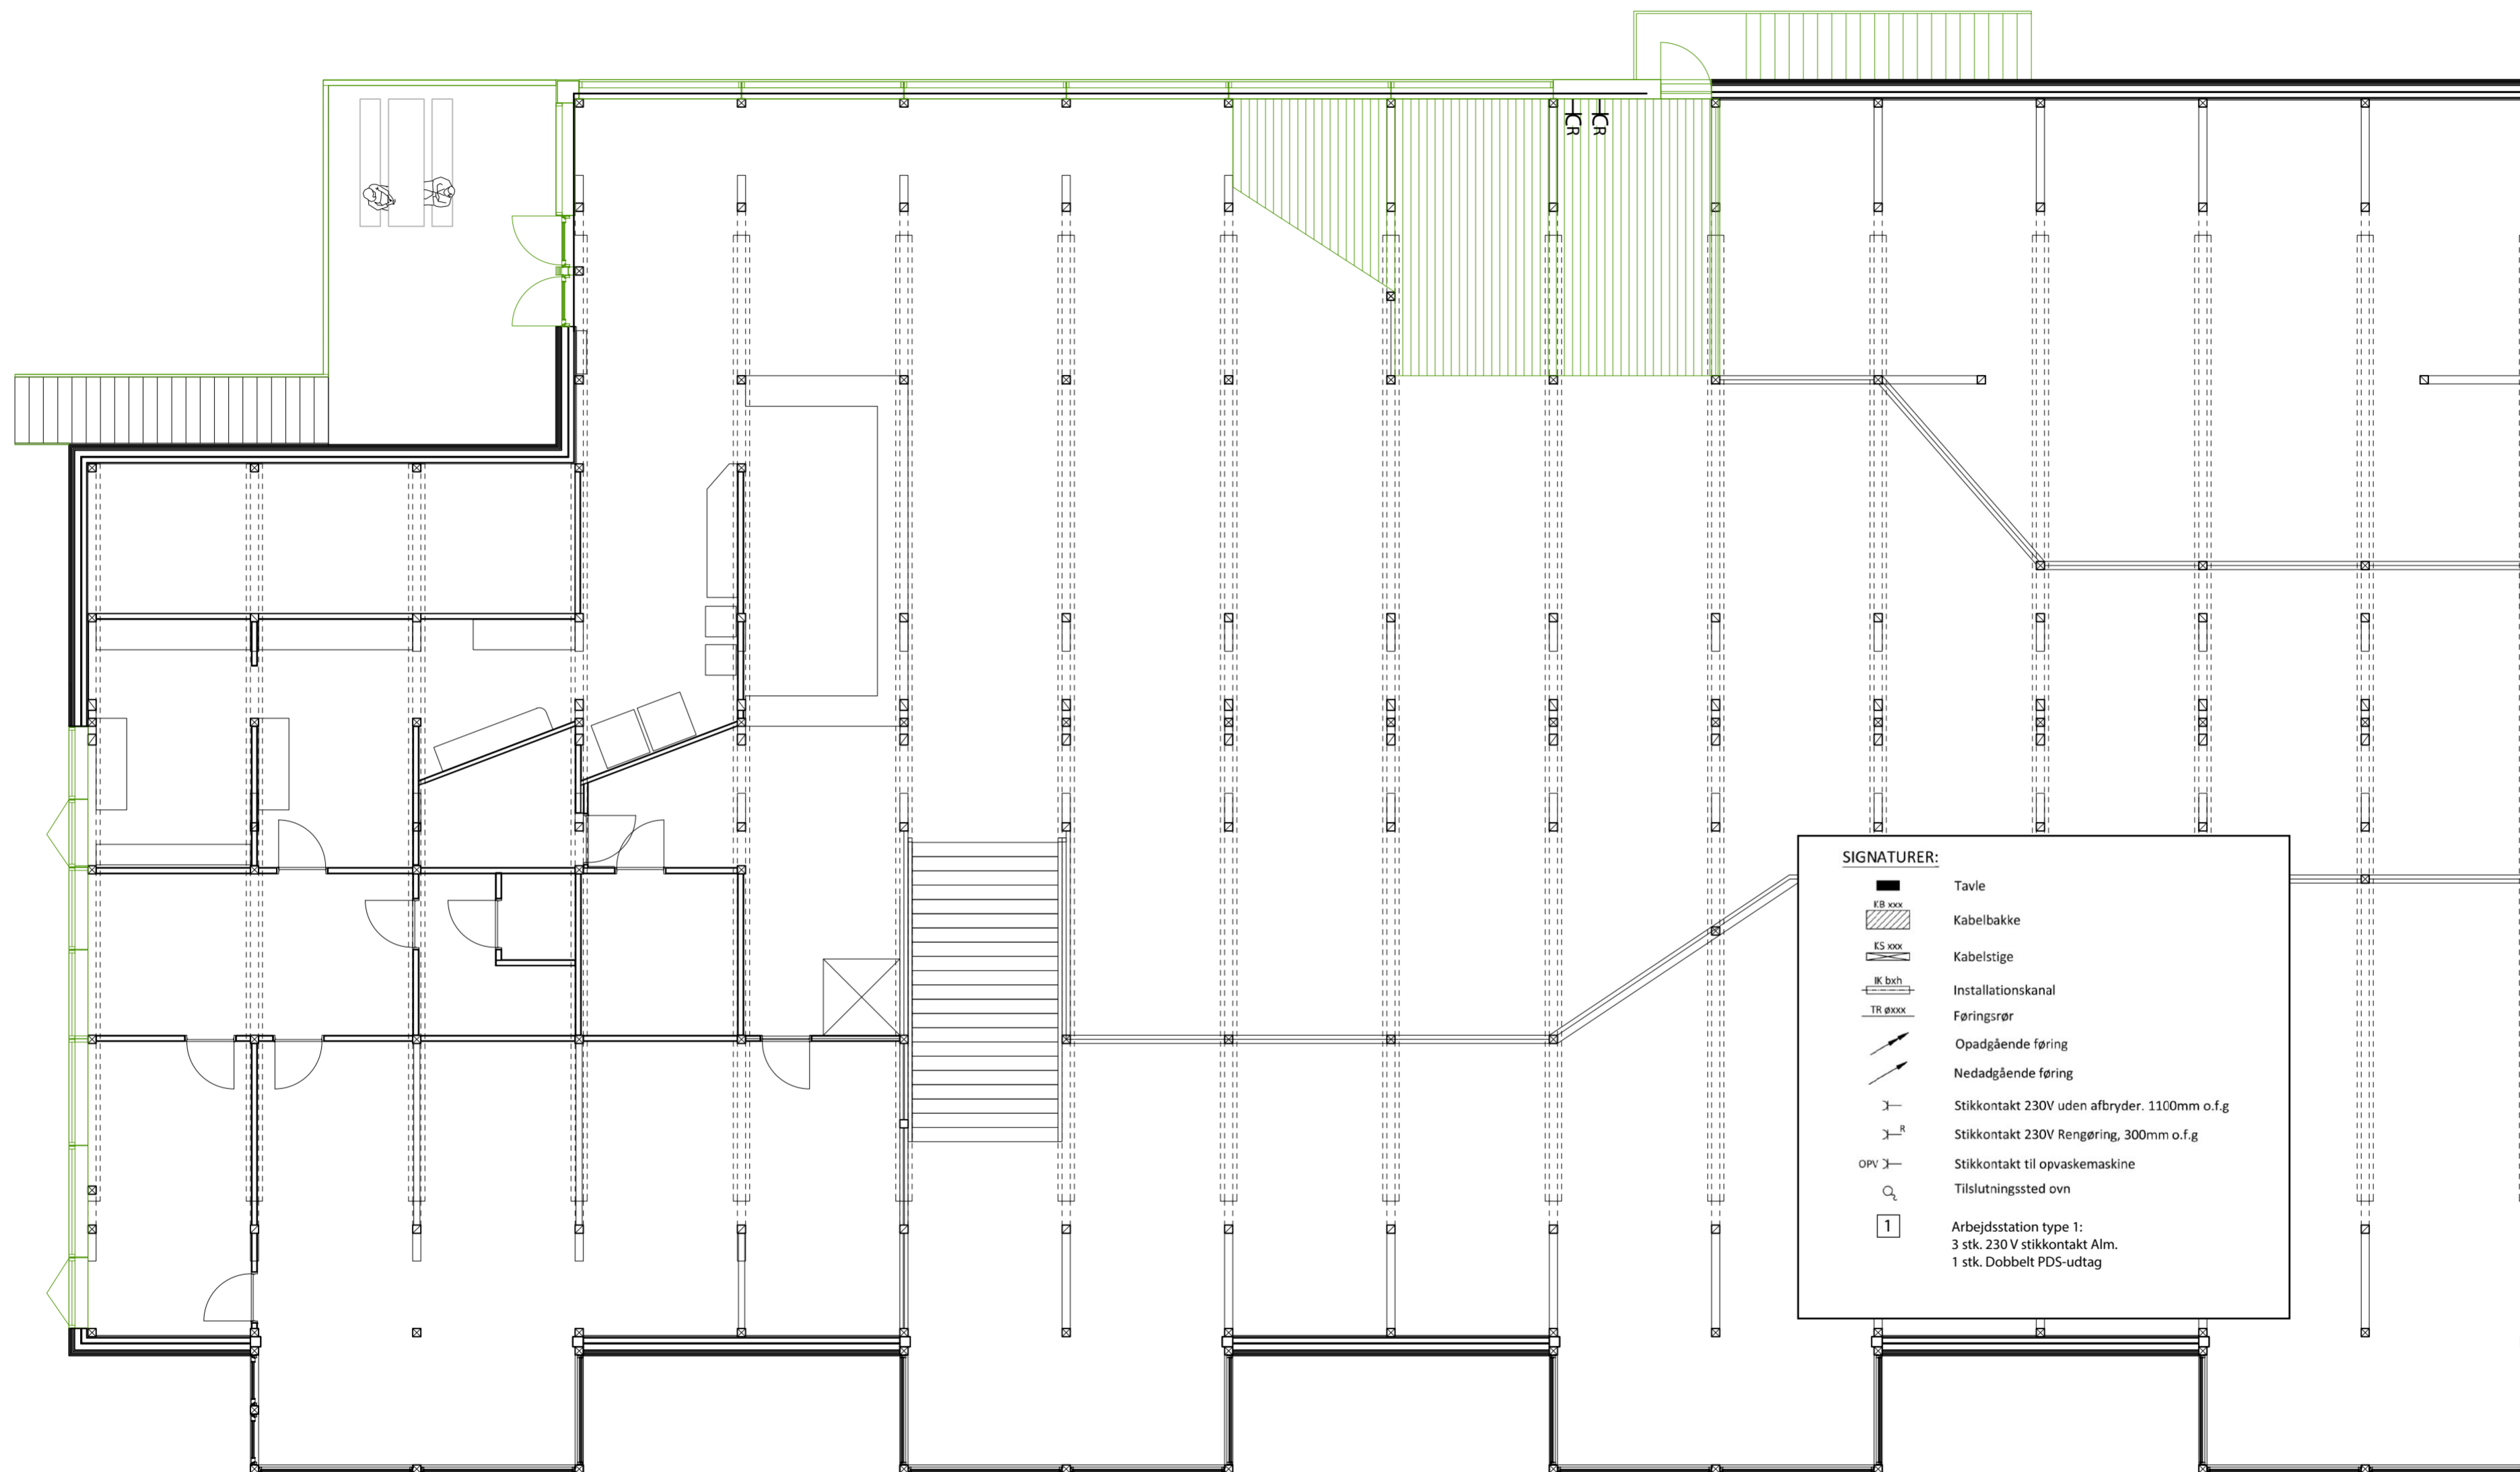 R
R
SIGNATURER:
Tavle
KB xxx
Kabelbakke
KS xxx
Kabelstige
IK bxh
Installationskanal
TR øxxx
Føringsrør
Opadgående føring
Nedadgående føring
Stikkontakt 230V uden afbryder. 1100mm o.f.g
R
Stikkontakt 230V Rengøring, 300mm o.f.g
OPV
Stikkontakt til opvaskemaskine
Tilslutningssted ovn
1
Arbejdsstation type 1:
3 stk. 230 V stikkontakt Alm.
1 stk. Dobbelt PDS-udtag